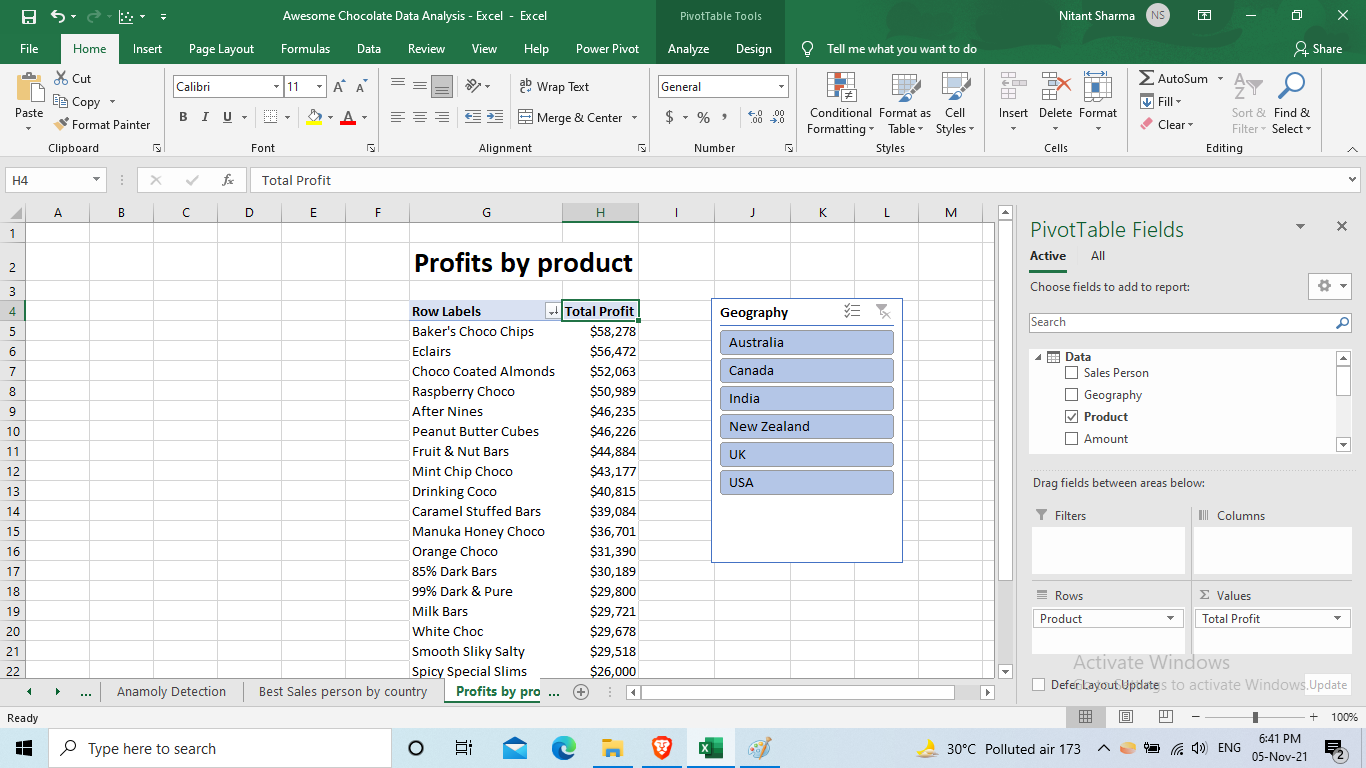 Awesome Chocolate Data Analysis - Excel - Excel
PivotTable Tools
Nitant Sharma
NS
File
Home
Insert
Page Layout
Formulas
Data
Review
View
Help
Power Pivot
Analyze
Design
Tell me what you want to do
Share
Cut
Copy
Format Painter
Paste
Clipboard
Calibri
11
B I U
Font
Wrap Text
Merge & Center
Alignment
General
$ % ,
Number
Conditional Formatting
Format as Table
Cell Styles
Styles
Insert
Delete
Format
Cells
AutoSum
Fill
Clear
Sort & Filter
Find & Select
Editing
H4
fx
Total Profit
A B C D E F G H I J K L M
1
2 Profits by product
3
4 Row Labels Total Profit
5 Baker's Choco Chips $58,278
6 Eclairs $56,472
7 Choco Coated Almonds $52,063
8 Raspberry Choco $50,989
9 After Nines $46,235
10 Peanut Butter Cubes $46,226
11 Fruit & Nut Bars $44,884
12 Mint Chip Choco $43,177
13 Drinking Coco $40,815
14 Caramel Stuffed Bars $39,084
15 Manuka Honey Choco $36,701
16 Orange Choco $31,390
17 85% Dark Bars $30,189
18 99% Dark & Pure $29,800
19 Milk Bars $29,721
20 White Choc $29,678
21 Smooth Sliky Salty $29,518
22 Spicy Special Slims $26,000
Geography
Australia
Canada
India
New Zealand
UK
USA
PivotTable Fields
Active
All
Choose fields to add to report:
Search
Data
Sales Person
Geography
Product
Amount
Drag fields between areas below:
Filters
Columns
Rows
Values
Product
Total Profit
Activate Windows
Go to Settings to activate Windows.
Defer Layout Update
Update
...
Anamoly Detection
Best Sales person by country
Profits by pro
...
Ready
100%
Type here to search
30°C Polluted air 173
ENG
6:41 PM
05-Nov-21
2